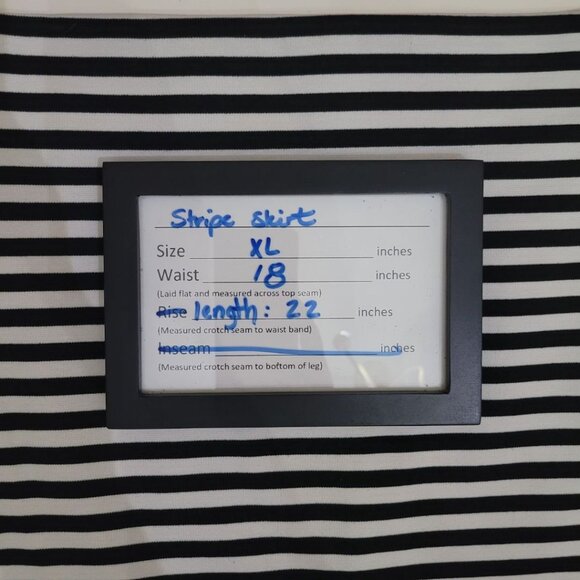 Stripe skirt
Size XL inches
Waist 18 inches
(Laid flat and measured across top seam)
Rise length: 22 inches
(Measured crotch seam to waist band)
Inseam inches
(Measured crotch seam to bottom of leg)